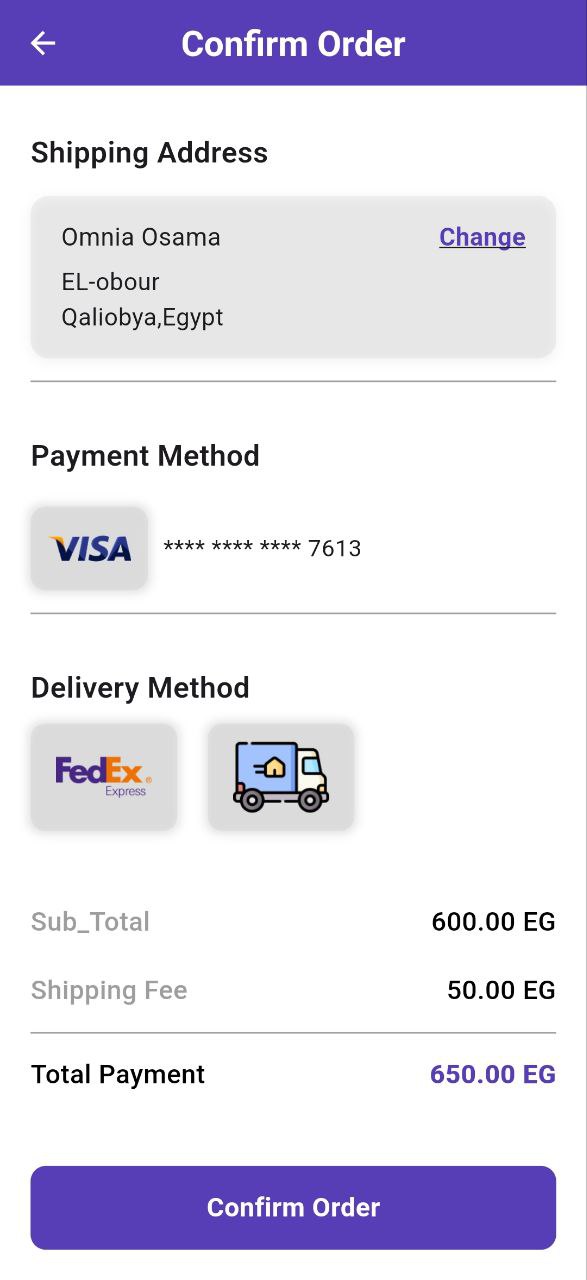 Confirm Order
Shipping Address
Omnia Osama
Change
EL-obour
Qaliobya,Egypt
Payment Method
VISA
**** **** **** 7613
Delivery Method
FedEx®
Express
Sub_Total
600.00 EG
Shipping Fee
50.00 EG
Total Payment
650.00 EG
Confirm Order